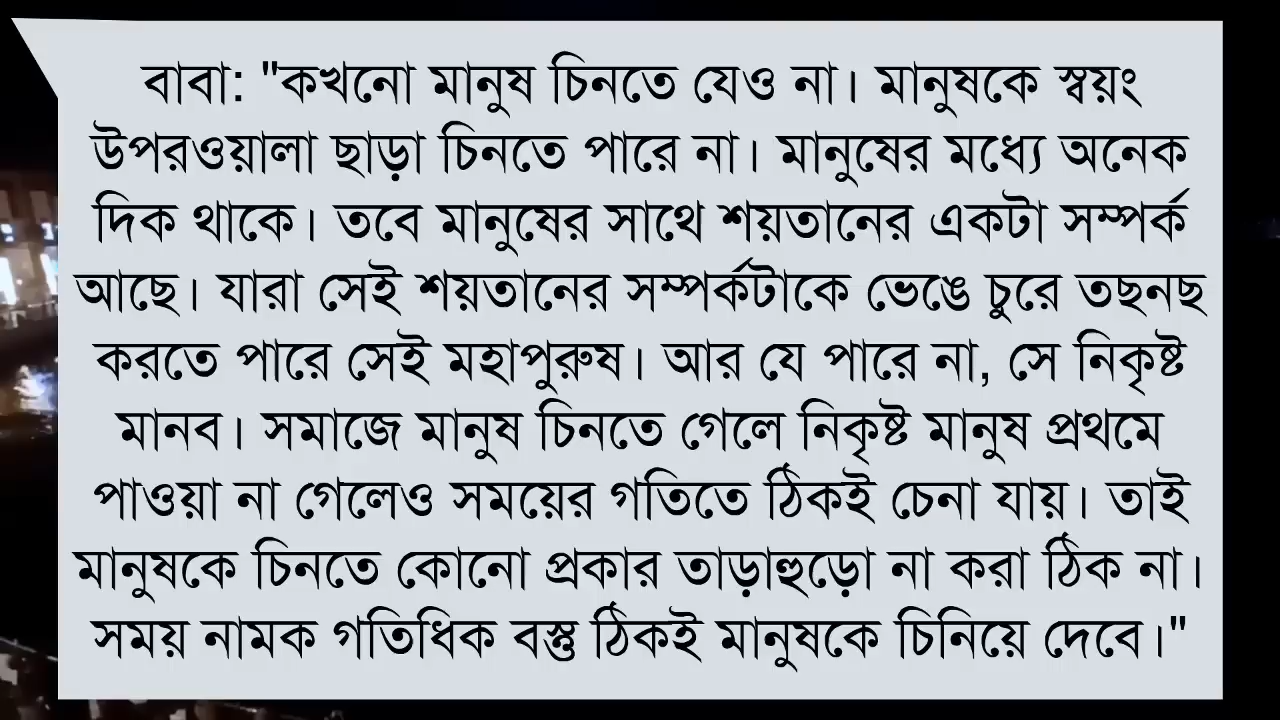 বাবা: "কখনো মানুষ চিনতে যেও না। মানুষকে স্বয়ং
উপরওয়ালা ছাড়া চিনতে পারে না। মানুষের মধ্যে অনেক
দিক থাকে। তবে মানুষের সাথে শয়তানের একটা সম্পর্ক
আছে। যারা সেই শয়তানের সম্পর্কটাকে ভেঙে চুরে তছনছ
করতে পারে সেই মহাপুরুষ। আর যে পারে না, সে নিকৃষ্ট
মানব। সমাজে মানুষ চিনতে গেলে নিকৃষ্ট মানুষ প্রথমে
পাওয়া না গেলেও সময়ের গতিতে ঠিকই চেনা যায়। তাই
মানুষকে চিনতে কোনো প্রকার তাড়াহুড়ো না করা ঠিক না।
সময় নামক গতিধিক বস্তু ঠিকই মানুষকে চিনিয়ে দেবে।"